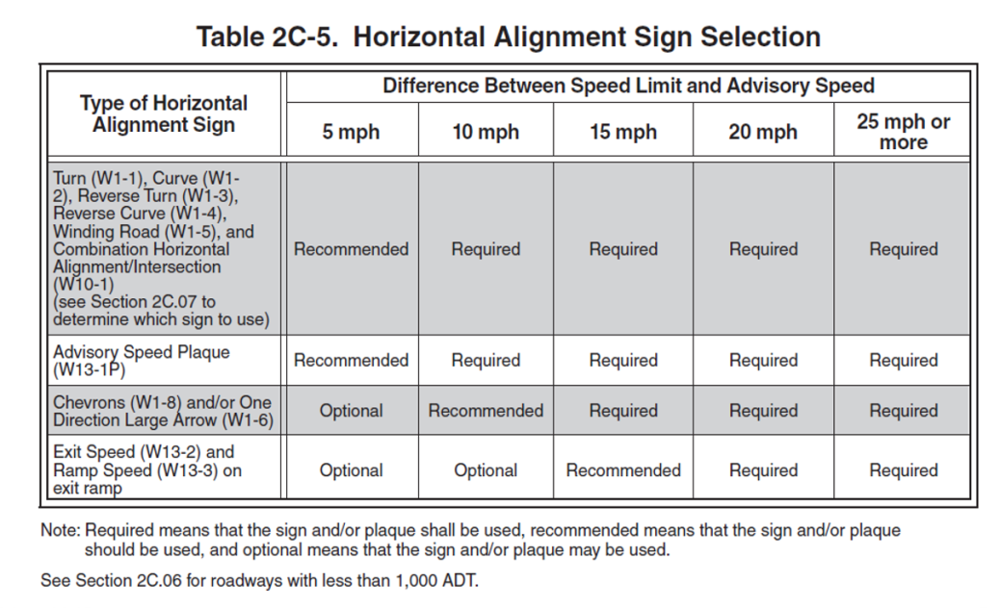 Table 2C-5. Horizontal Alignment Sign Selection
Type of Horizontal
Alignment Sign
Difference Between Speed Limit and Advisory Speed
5 mph
10 mph
15 mph
20 mph
25 mph or
more
Turn (W1-1), Curve (W1-
2), Reverse Turn (W1-3),
Reverse Curve (W1-4),
Winding Road (W1-5), and
Combination Horizontal
Alignment/Intersection
(W10-1)
(see Section 2C.07 to
determine which sign to use)
Recommended
Required
Required
Required
Required
Advisory Speed Plaque
(W13-1P)
Recommended
Required
Required
Required
Required
Chevrons (W1-8) and/or One
Direction Large Arrow (W1-6)
Optional
Recommended
Required
Required
Required
Exit Speed (W13-2) and
Ramp Speed (W13-3) on
exit ramp
Optional
Optional
Recommended
Required
Required
Note: Required means that the sign and/or plaque shall be used, recommended means that the sign and/or plaque
should be used, and optional means that the sign and/or plaque may be used.
See Section 2C.06 for roadways with less than 1,000 ADT.